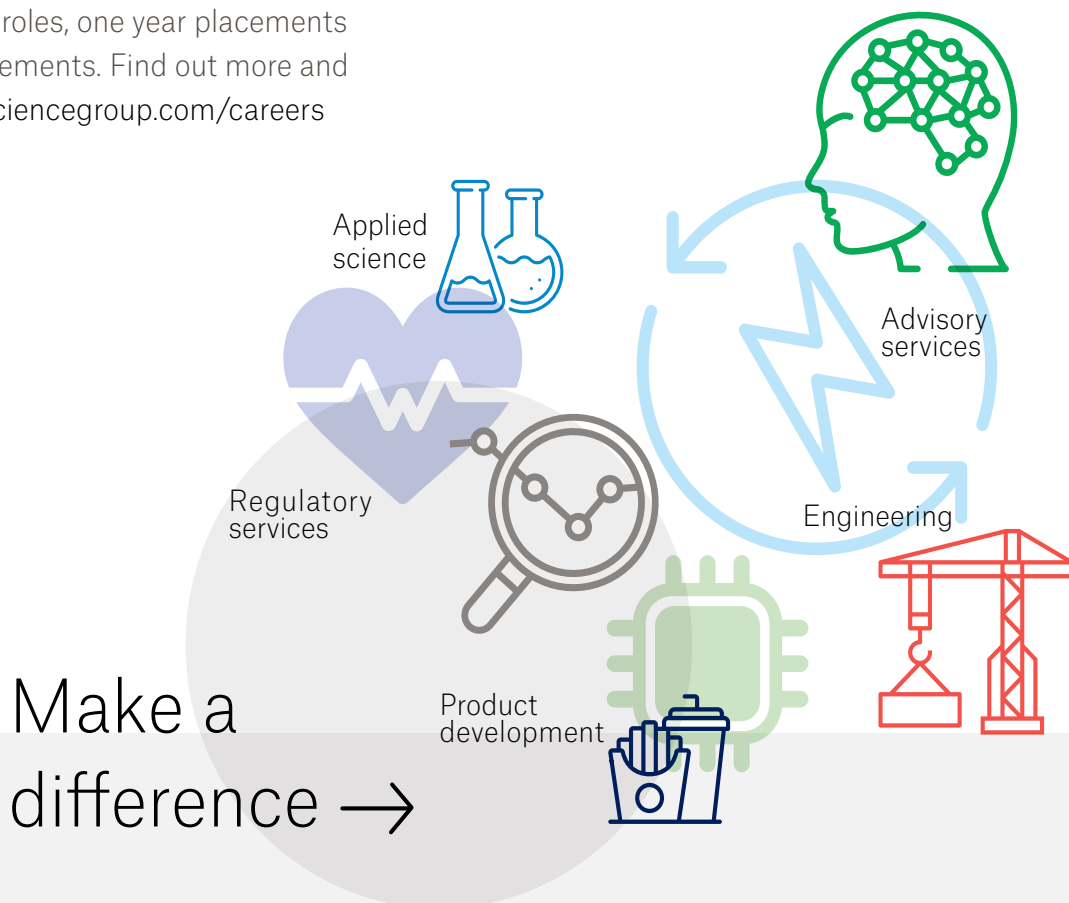 roles, one year placements
ements. Find out more and
ciencegroup.com/careers
Applied
science
Advisory
services
Regulatory
services
Engineering
Product
development
Make a
difference →